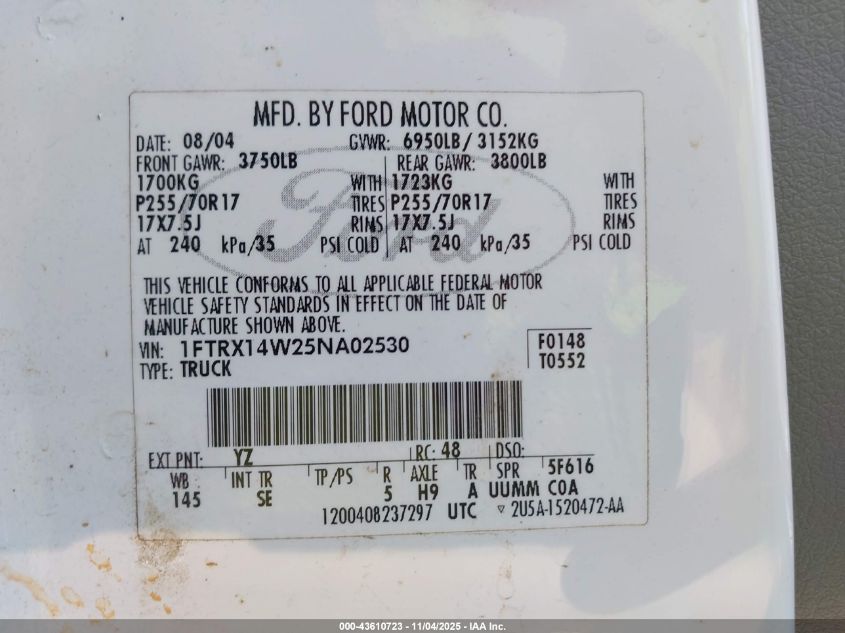 MFD. BY FORD MOTOR CO.
DATE: 08/04 GVWR: 6950LB/ 3152KG
FRONT GAWR: 3750LB REAR GAWR: 3800LB
1700KG WITH 1723KG WITH
P255/70R17 TIRES P255/70R17 TIRES
17X7.5J RIMS 17X7.5J RIMS
AT 240 kPa/35 PSI COLD AT 240 kPa/35 PSI COLD
Ford
THIS VEHICLE CONFORMS TO ALL APPLICABLE FEDERAL MOTOR
VEHICLE SAFETY STANDARDS IN EFFECT ON THE DATE OF
MANUFACTURE SHOWN ABOVE.
VIN: 1FTRX14W25NA02530 F0148
TYPE: TRUCK T0552
EXT PNT: YZ RC: 48 DSO:
WB INT TR TP/PS R AXLE TR SPR 5F616
145 SE 5 H9 A UUMM C0A
1200408237297 UTC ▿ 2U5A-1520472-AA
000-43610723 - 11/04/2025 - IAA Inc.